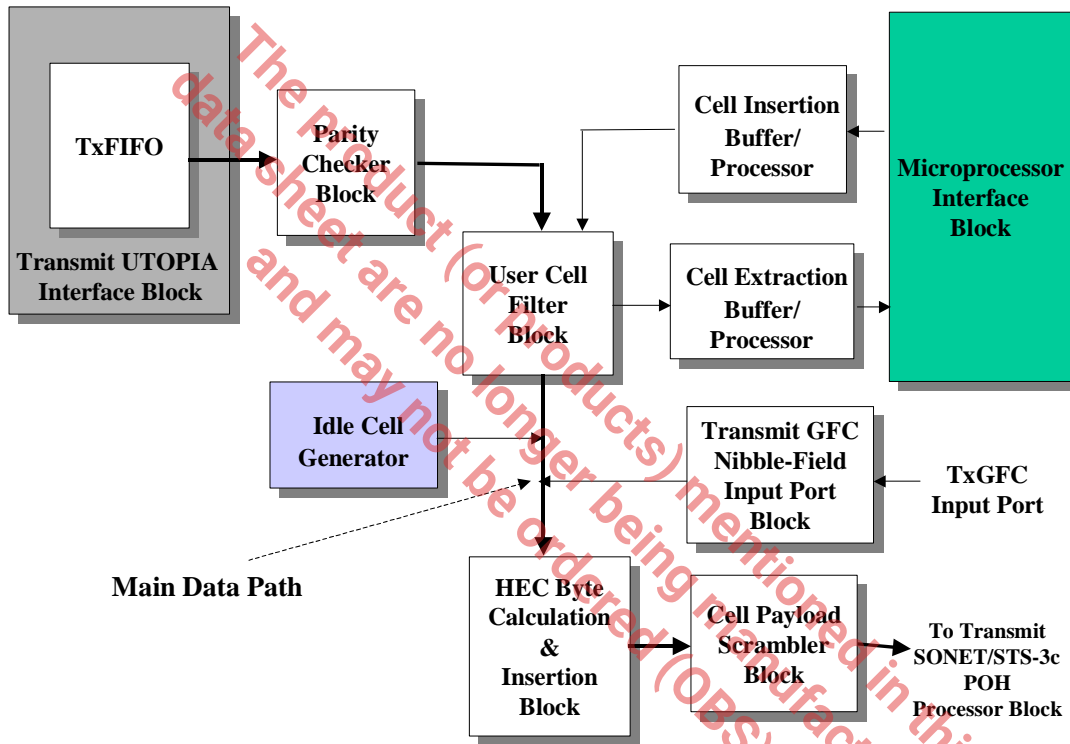 TxFIFO
Transmit UTOPIA
Interface Block
Parity
Checker
Block
Cell Insertion
Buffer/
Processor
Microprocessor
Interface
Block
User Cell
Filter
Block
Cell Extraction
Buffer/
Processor
Idle Cell
Generator
Transmit GFC
Nibble-Field
Input Port
Block
TxGFC
Input Port
Main Data Path
HEC Byte
Calculation
&
Insertion
Block
Cell Payload
Scrambler
Block
To Transmit
SONET/STS-3c
POH
Processor Block
The product (or products) mentioned in thi
data sheet are no longer being manufact
and may not be ordered (OBS)